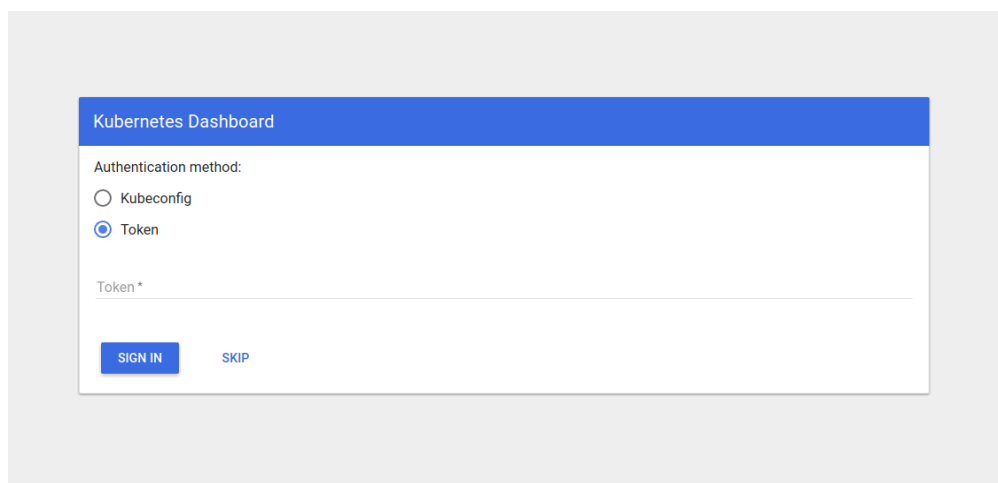 Kubernetes Dashboard
Authentication method:
Kubeconfig
Token
Token *
SIGN IN SKIP